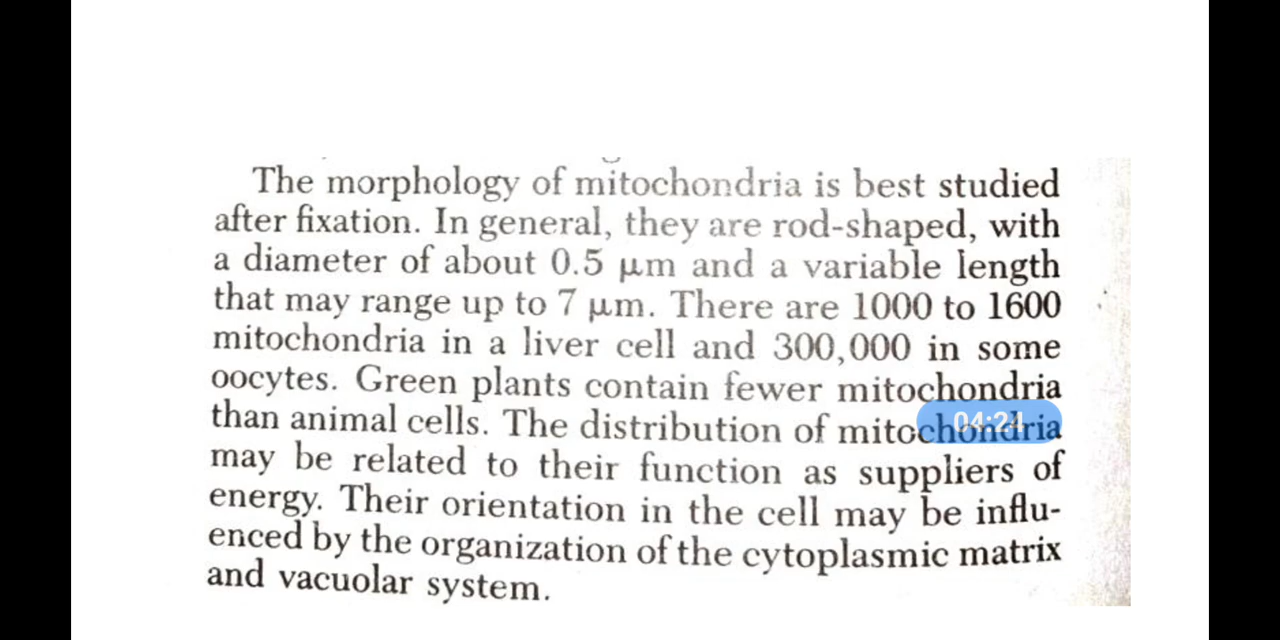 The morphology of mitochondria is best studied
after fixation. In general, they are rod-shaped, with
a diameter of about 0.5 μm and a variable length
that may range up to 7 μm. There are 1000 to 1600
mitochondria in a liver cell and 300,000 in some
oocytes. Green plants contain fewer mitochondria
than animal cells. The distribution of mitochondria
04:24
may be related to their function as suppliers of
energy. Their orientation in the cell may be influ-
enced by the organization of the cytoplasmic matrix
and vacuolar system.